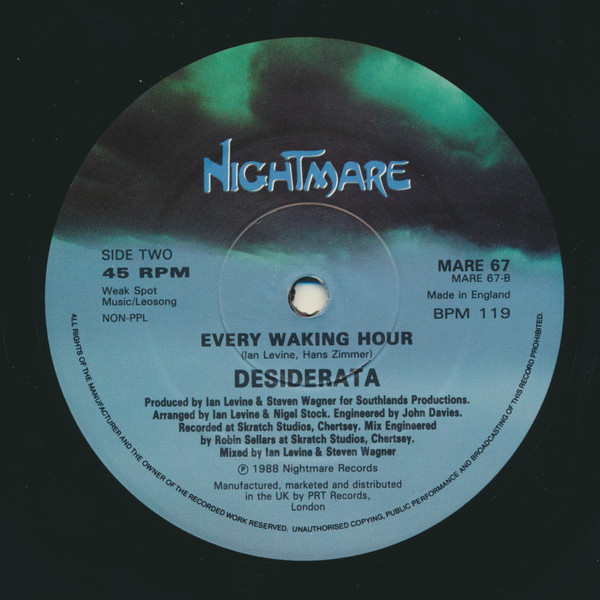 NIGHTMARE
SIDE TWO
45 RPM
Weak Spot
Music/Leosong
NON-PPL
MARE 67
MARE 67-B
Made in England
BPM 119
EVERY WAKING HOUR
(Ian Levine, Hans Zimmer)
DESIDERATA
Produced by Ian Levine & Steven Wagner for Southlands Productions.
Arranged by Ian Levine & Nigel Stock. Engineered by John Davies.
Recorded at Skratch Studios, Chertsey. Mix Engineered
by Robin Sellars at Skratch Studios, Chertsey.
Mixed by Ian Levine & Steven Wagner
℗ 1988 Nightmare Records
Manufactured, marketed and distributed
in the UK by PRT Records,
London
ALL RIGHTS OF THE MANUFACTURER AND THE OWNER OF THE RECORDED WORK RESERVED. UNAUTHORISED COPYING, PUBLIC PERFORMANCE AND BROADCASTING OF THIS RECORD PROHIBITED.